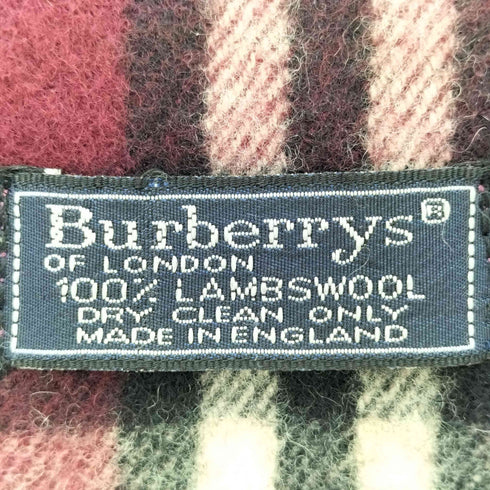 Burberrys®
OF LONDON
100% LAMBSWOOL
DRY CLEAN ONLY
MADE IN ENGLAND